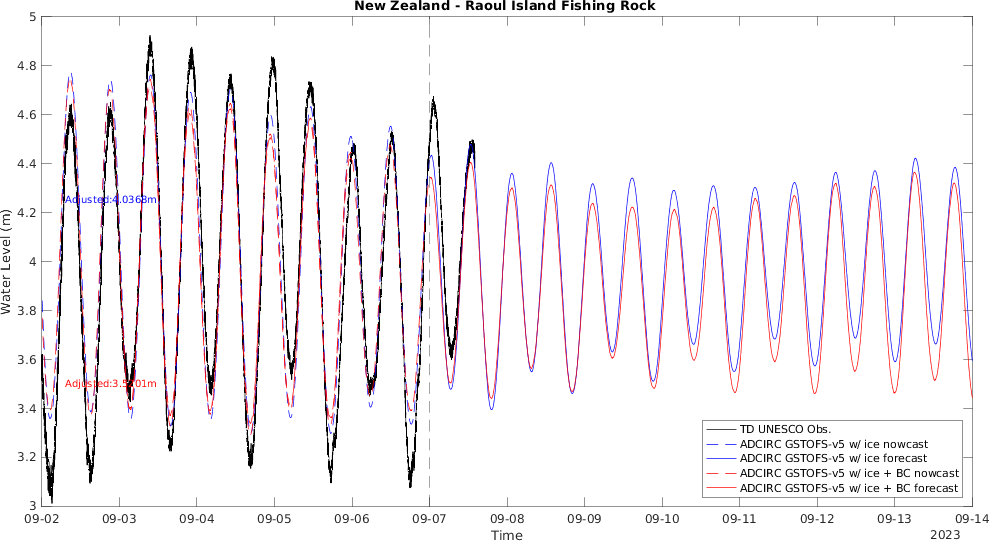 New Zealand - Raoul Island Fishing Rock
Water Level (m)
5
4.8
4.6
4.4
4.2
4
3.8
3.6
3.4
3.2
3
Adjusted:4.0368m
TD UNESCO Obs.
ADCIRC GSTOFS-v5 w/ ice nowcast
ADCIRC GSTOFS-v5 w/ ice forecast
ADCIRC GSTOFS-v5 w/ ice + BC nowcast
ADCIRC GSTOFS-v5 w/ ice + BC forecast
09-02 09-03 09-04 09-05 09-06 09-07 09-08 09-09 09-10 09-11 09-12 09-13 09-14
Time
2023